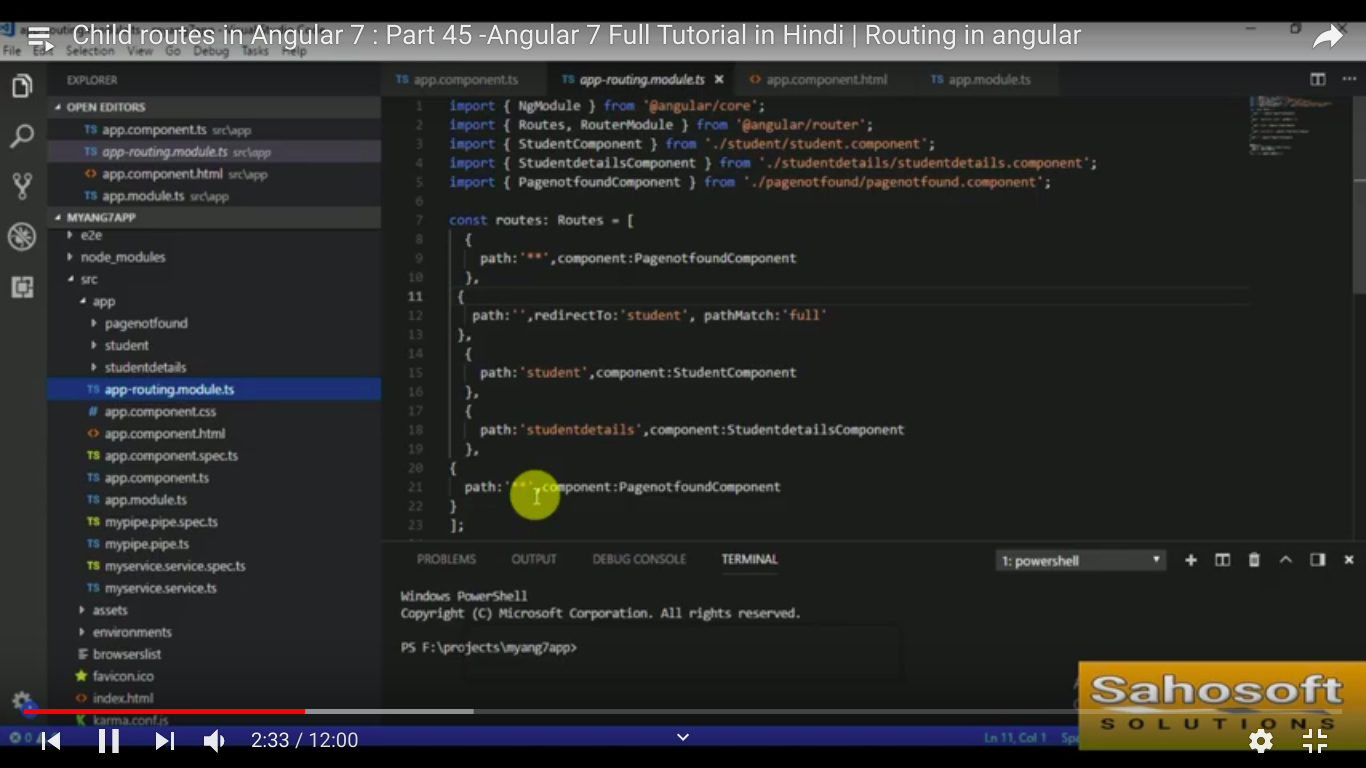 Child routes in Angular 7 : Part 45 -Angular 7 Full Tutorial in Hindi | Routing in angular
File Edit Selection View Go Debug Tasks Help
EXPLORER
OPEN EDITORS
TS app.component.ts src\app
TS app-routing.module.ts src\app
<> app.component.html src\app
TS app.module.ts src\app
MYANG7APP
e2e
node_modules
src
app
pagenotfound
student
studentdetails
TS app-routing.module.ts
# app.component.css
<> app.component.html
TS app.component.spec.ts
TS app.component.ts
TS app.module.ts
TS mypipe.pipe.spec.ts
TS mypipe.pipe.ts
TS myservice.service.spec.ts
TS myservice.service.ts
assets
environments
browserslist
favicon.ico
<> index.html
karma.conf.js
TS app.component.ts TS app-routing.module.ts × <> app.component.html TS app.module.ts
1 import { NgModule } from '@angular/core';
2 import { Routes, RouterModule } from '@angular/router';
3 import { StudentComponent } from './student/student.component';
4 import { StudentdetailsComponent } from './studentdetails/studentdetails.component';
5 import { PagenotfoundComponent } from './pagenotfound/pagenotfound.component';
6
7 const routes: Routes = [
8 {
9 path:'**',component:PagenotfoundComponent
10 },
11 {
12 path:'',redirectTo:'student', pathMatch:'full'
13 },
14 {
15 path:'student',component:StudentComponent
16 },
17 {
18 path:'studentdetails',component:StudentdetailsComponent
19 },
20 {
21 path:'**',component:PagenotfoundComponent
22 }
23 ];
PROBLEMS OUTPUT DEBUG CONSOLE TERMINAL 1: powershell
Windows PowerShell
Copyright (C) Microsoft Corporation. All rights reserved.
PS F:\projects\myang7app>
Sahosoft
SOLUTIONS
Ln 11, Col 1
2:33 / 12:00